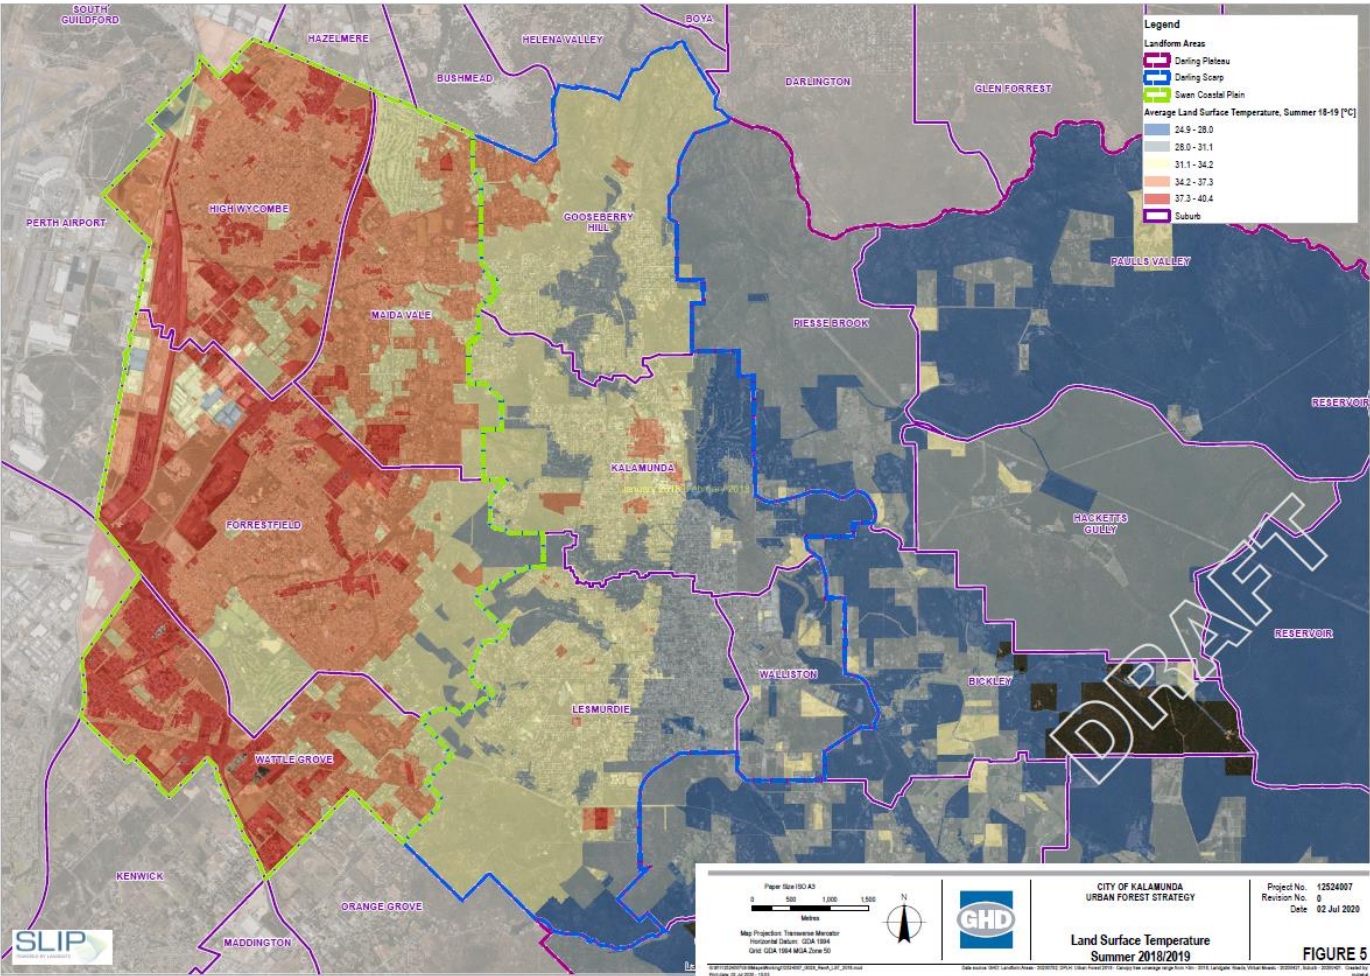 SOUTH
GUILDFORD
HAZELMERE
HELENA VALLEY
BOYA
BUSHMEAD
DARLINGTON
GLEN FORREST
Legend
Landform Areas
Darling Plateau
Darling Scarp
Swan Coastal Plain
Average Land Surface Temperature, Summer 18-19 [°C]
24.9 - 28.0
28.0 - 31.1
31.1 - 34.2
34.2 - 37.3
37.3 - 40.4
Suburb
PERTH AIRPORT
HIGH WYCOMBE
GOOSEBERRY
HILL
PAULLS VALLEY
MAIDA VALE
PIESSE BROOK
RESERVOIR
KALAMUNDA
FORRESTFIELD
HACKETTS
GULLY
DRAFT
RESERVOIR
WALLISTON
BICKLEY
LESMURDIE
WATTLE GROVE
KENWICK
ORANGE GROVE
MADDINGTON
SLIP
Paper Size ISO A3
0 500 1,000 1,500
Metres
Map Projection: Transverse Mercator
Horizontal Datum: GDA 1994
Grid: GDA 1994 MGA Zone 50
N
GHD
CITY OF KALAMUNDA
URBAN FOREST STRATEGY
Land Surface Temperature
Summer 2018/2019
Project No. 12524007
Revision No. 0
Date 02 Jul 2020
FIGURE 5